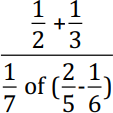 1/2 + 1/3
1/7 of (2/5 - 1/6)